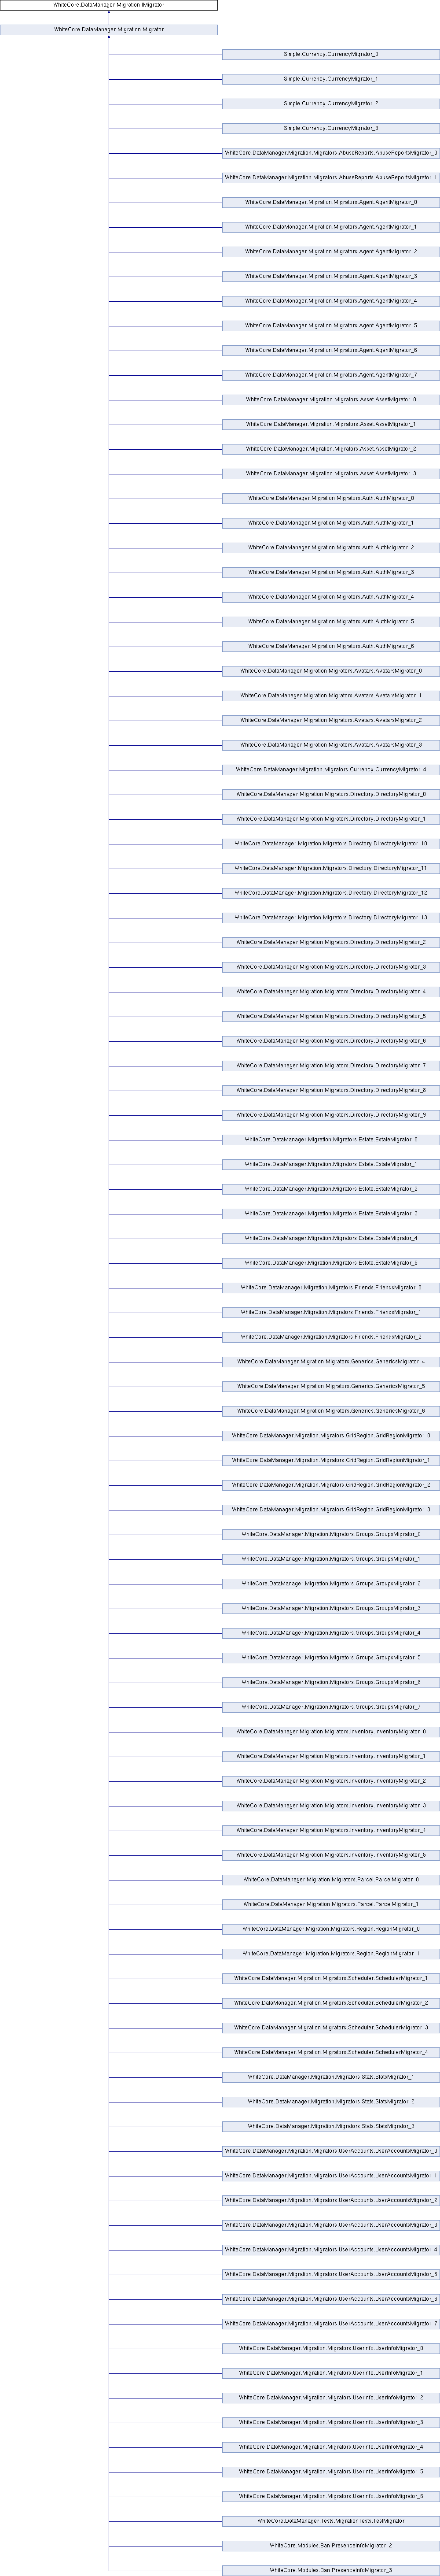 WhiteCore.DataManager.Migration.IMigrator
WhiteCore.DataManager.Migration.Migrator
Simple.Currency.CurrencyMigrator_0
Simple.Currency.CurrencyMigrator_1
Simple.Currency.CurrencyMigrator_2
Simple.Currency.CurrencyMigrator_3
WhiteCore.DataManager.Migration.Migrators.AbuseReports.AbuseReportsMigrator_0
WhiteCore.DataManager.Migration.Migrators.AbuseReports.AbuseReportsMigrator_1
WhiteCore.DataManager.Migration.Migrators.Agent.AgentMigrator_0
WhiteCore.DataManager.Migration.Migrators.Agent.AgentMigrator_1
WhiteCore.DataManager.Migration.Migrators.Agent.AgentMigrator_2
WhiteCore.DataManager.Migration.Migrators.Agent.AgentMigrator_3
WhiteCore.DataManager.Migration.Migrators.Agent.AgentMigrator_4
WhiteCore.DataManager.Migration.Migrators.Agent.AgentMigrator_5
WhiteCore.DataManager.Migration.Migrators.Agent.AgentMigrator_6
WhiteCore.DataManager.Migration.Migrators.Agent.AgentMigrator_7
WhiteCore.DataManager.Migration.Migrators.Asset.AssetMigrator_0
WhiteCore.DataManager.Migration.Migrators.Asset.AssetMigrator_1
WhiteCore.DataManager.Migration.Migrators.Asset.AssetMigrator_2
WhiteCore.DataManager.Migration.Migrators.Asset.AssetMigrator_3
WhiteCore.DataManager.Migration.Migrators.Auth.AuthMigrator_0
WhiteCore.DataManager.Migration.Migrators.Auth.AuthMigrator_1
WhiteCore.DataManager.Migration.Migrators.Auth.AuthMigrator_2
WhiteCore.DataManager.Migration.Migrators.Auth.AuthMigrator_3
WhiteCore.DataManager.Migration.Migrators.Auth.AuthMigrator_4
WhiteCore.DataManager.Migration.Migrators.Auth.AuthMigrator_5
WhiteCore.DataManager.Migration.Migrators.Auth.AuthMigrator_6
WhiteCore.DataManager.Migration.Migrators.Avatars.AvatarsMigrator_0
WhiteCore.DataManager.Migration.Migrators.Avatars.AvatarsMigrator_1
WhiteCore.DataManager.Migration.Migrators.Avatars.AvatarsMigrator_2
WhiteCore.DataManager.Migration.Migrators.Avatars.AvatarsMigrator_3
WhiteCore.DataManager.Migration.Migrators.Currency.CurrencyMigrator_4
WhiteCore.DataManager.Migration.Migrators.Directory.DirectoryMigrator_0
WhiteCore.DataManager.Migration.Migrators.Directory.DirectoryMigrator_1
WhiteCore.DataManager.Migration.Migrators.Directory.DirectoryMigrator_10
WhiteCore.DataManager.Migration.Migrators.Directory.DirectoryMigrator_11
WhiteCore.DataManager.Migration.Migrators.Directory.DirectoryMigrator_12
WhiteCore.DataManager.Migration.Migrators.Directory.DirectoryMigrator_13
WhiteCore.DataManager.Migration.Migrators.Directory.DirectoryMigrator_2
WhiteCore.DataManager.Migration.Migrators.Directory.DirectoryMigrator_3
WhiteCore.DataManager.Migration.Migrators.Directory.DirectoryMigrator_4
WhiteCore.DataManager.Migration.Migrators.Directory.DirectoryMigrator_5
WhiteCore.DataManager.Migration.Migrators.Directory.DirectoryMigrator_6
WhiteCore.DataManager.Migration.Migrators.Directory.DirectoryMigrator_7
WhiteCore.DataManager.Migration.Migrators.Directory.DirectoryMigrator_8
WhiteCore.DataManager.Migration.Migrators.Directory.DirectoryMigrator_9
WhiteCore.DataManager.Migration.Migrators.Estate.EstateMigrator_0
WhiteCore.DataManager.Migration.Migrators.Estate.EstateMigrator_1
WhiteCore.DataManager.Migration.Migrators.Estate.EstateMigrator_2
WhiteCore.DataManager.Migration.Migrators.Estate.EstateMigrator_3
WhiteCore.DataManager.Migration.Migrators.Estate.EstateMigrator_4
WhiteCore.DataManager.Migration.Migrators.Estate.EstateMigrator_5
WhiteCore.DataManager.Migration.Migrators.Friends.FriendsMigrator_0
WhiteCore.DataManager.Migration.Migrators.Friends.FriendsMigrator_1
WhiteCore.DataManager.Migration.Migrators.Friends.FriendsMigrator_2
WhiteCore.DataManager.Migration.Migrators.Generics.GenericsMigrator_4
WhiteCore.DataManager.Migration.Migrators.Generics.GenericsMigrator_5
WhiteCore.DataManager.Migration.Migrators.Generics.GenericsMigrator_6
WhiteCore.DataManager.Migration.Migrators.GridRegion.GridRegionMigrator_0
WhiteCore.DataManager.Migration.Migrators.GridRegion.GridRegionMigrator_1
WhiteCore.DataManager.Migration.Migrators.GridRegion.GridRegionMigrator_2
WhiteCore.DataManager.Migration.Migrators.GridRegion.GridRegionMigrator_3
WhiteCore.DataManager.Migration.Migrators.Groups.GroupsMigrator_0
WhiteCore.DataManager.Migration.Migrators.Groups.GroupsMigrator_1
WhiteCore.DataManager.Migration.Migrators.Groups.GroupsMigrator_2
WhiteCore.DataManager.Migration.Migrators.Groups.GroupsMigrator_3
WhiteCore.DataManager.Migration.Migrators.Groups.GroupsMigrator_4
WhiteCore.DataManager.Migration.Migrators.Groups.GroupsMigrator_5
WhiteCore.DataManager.Migration.Migrators.Groups.GroupsMigrator_6
WhiteCore.DataManager.Migration.Migrators.Groups.GroupsMigrator_7
WhiteCore.DataManager.Migration.Migrators.Inventory.InventoryMigrator_0
WhiteCore.DataManager.Migration.Migrators.Inventory.InventoryMigrator_1
WhiteCore.DataManager.Migration.Migrators.Inventory.InventoryMigrator_2
WhiteCore.DataManager.Migration.Migrators.Inventory.InventoryMigrator_3
WhiteCore.DataManager.Migration.Migrators.Inventory.InventoryMigrator_4
WhiteCore.DataManager.Migration.Migrators.Inventory.InventoryMigrator_5
WhiteCore.DataManager.Migration.Migrators.Parcel.ParcelMigrator_0
WhiteCore.DataManager.Migration.Migrators.Parcel.ParcelMigrator_1
WhiteCore.DataManager.Migration.Migrators.Region.RegionMigrator_0
WhiteCore.DataManager.Migration.Migrators.Region.RegionMigrator_1
WhiteCore.DataManager.Migration.Migrators.Scheduler.SchedulerMigrator_1
WhiteCore.DataManager.Migration.Migrators.Scheduler.SchedulerMigrator_2
WhiteCore.DataManager.Migration.Migrators.Scheduler.SchedulerMigrator_3
WhiteCore.DataManager.Migration.Migrators.Scheduler.SchedulerMigrator_4
WhiteCore.DataManager.Migration.Migrators.Stats.StatsMigrator_1
WhiteCore.DataManager.Migration.Migrators.Stats.StatsMigrator_2
WhiteCore.DataManager.Migration.Migrators.Stats.StatsMigrator_3
WhiteCore.DataManager.Migration.Migrators.UserAccounts.UserAccountsMigrator_0
WhiteCore.DataManager.Migration.Migrators.UserAccounts.UserAccountsMigrator_1
WhiteCore.DataManager.Migration.Migrators.UserAccounts.UserAccountsMigrator_2
WhiteCore.DataManager.Migration.Migrators.UserAccounts.UserAccountsMigrator_3
WhiteCore.DataManager.Migration.Migrators.UserAccounts.UserAccountsMigrator_4
WhiteCore.DataManager.Migration.Migrators.UserAccounts.UserAccountsMigrator_5
WhiteCore.DataManager.Migration.Migrators.UserAccounts.UserAccountsMigrator_6
WhiteCore.DataManager.Migration.Migrators.UserAccounts.UserAccountsMigrator_7
WhiteCore.DataManager.Migration.Migrators.UserInfo.UserInfoMigrator_0
WhiteCore.DataManager.Migration.Migrators.UserInfo.UserInfoMigrator_1
WhiteCore.DataManager.Migration.Migrators.UserInfo.UserInfoMigrator_2
WhiteCore.DataManager.Migration.Migrators.UserInfo.UserInfoMigrator_3
WhiteCore.DataManager.Migration.Migrators.UserInfo.UserInfoMigrator_4
WhiteCore.DataManager.Migration.Migrators.UserInfo.UserInfoMigrator_5
WhiteCore.DataManager.Migration.Migrators.UserInfo.UserInfoMigrator_6
WhiteCore.DataManager.Tests.MigrationTests.TestMigrator
WhiteCore.Modules.Ban.PresenceInfoMigrator_2
WhiteCore.Modules.Ban.PresenceInfoMigrator_3